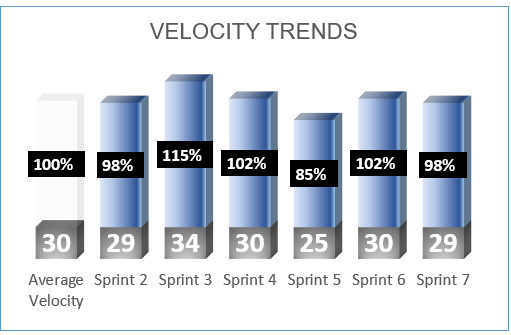 VELOCITY TRENDS
100% 98% 115% 102% 85% 102% 98%
30 29 34 30 25 30 29
Average Sprint 2 Sprint 3 Sprint 4 Sprint 5 Sprint 6 Sprint 7
Velocity